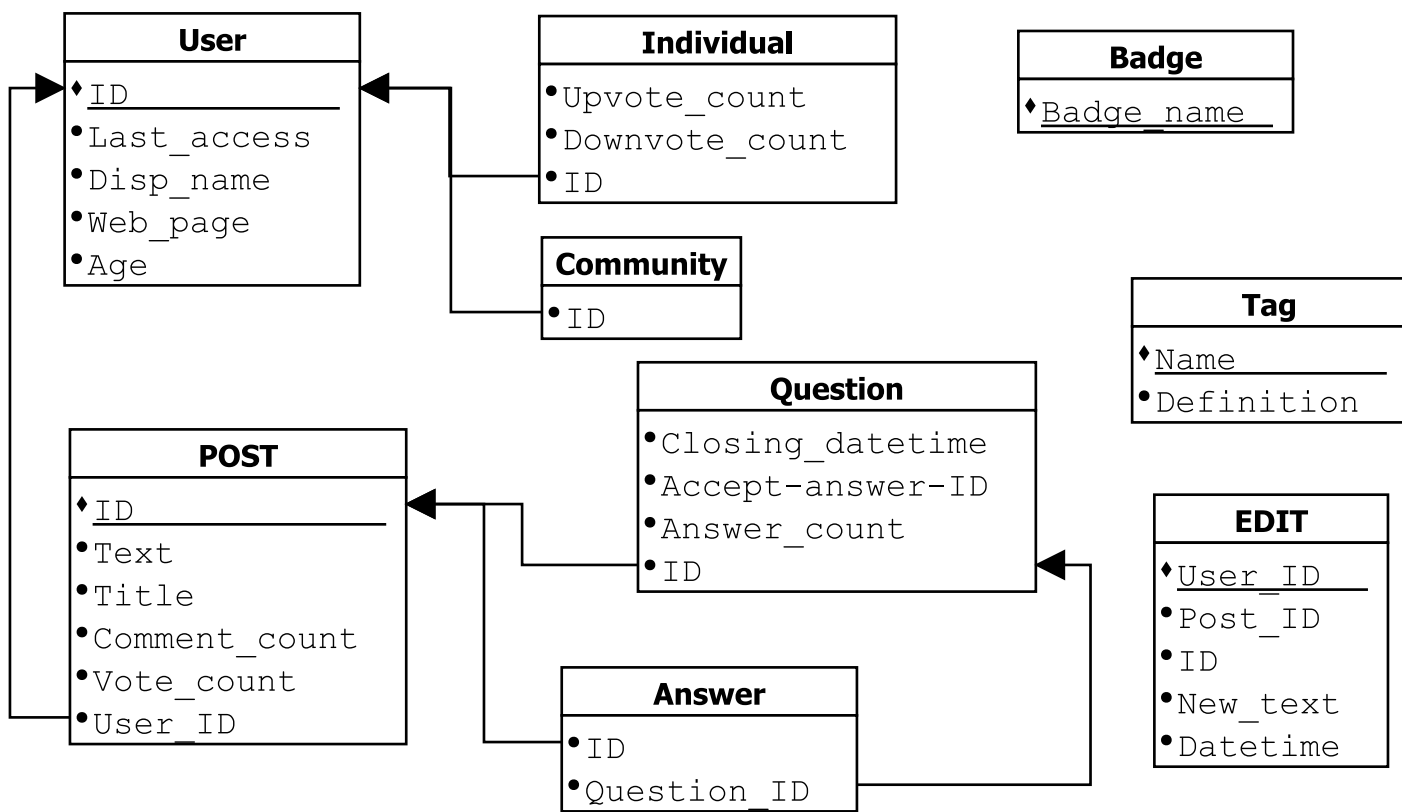 User
ID
Last_access
Disp_name
Web_page
Age
Individual
Upvote_count
Downvote_count
ID
Badge
Badge_name
Community
ID
Tag
Name
Definition
Question
Closing_datetime
Accept-answer-ID
Answer_count
ID
POST
ID
Text
Title
Comment_count
Vote_count
User_ID
EDIT
User_ID
Post_ID
ID
New_text
Datetime
Answer
ID
Question_ID